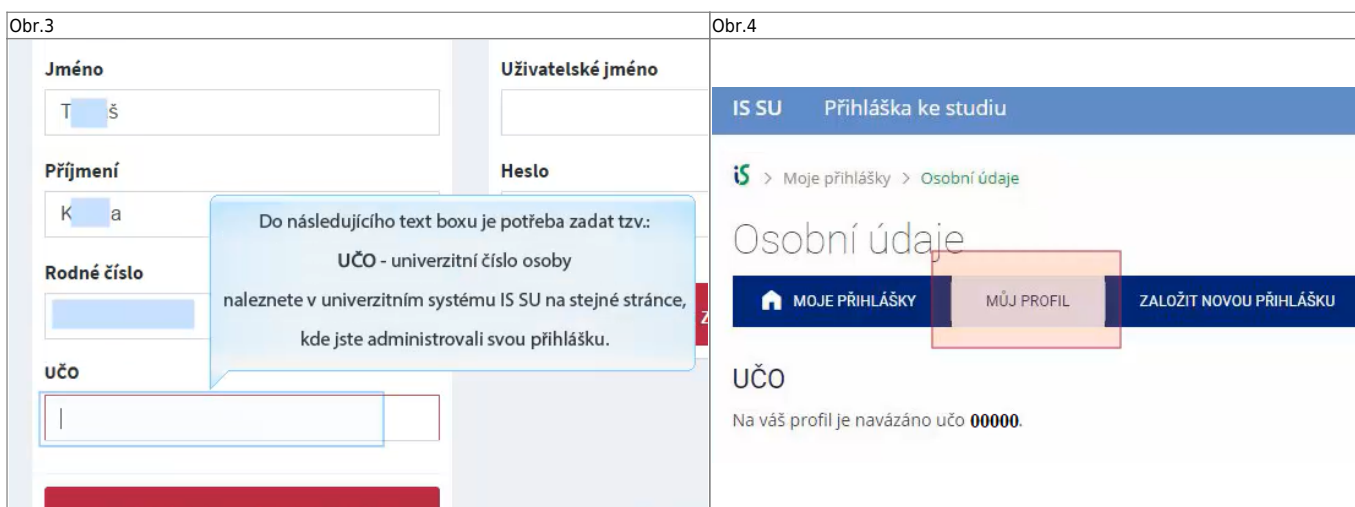 Obr.3
Jméno
T š
Příjmení
K a
Rodné číslo
UČO
Uživatelské jméno
Heslo
Do následujícího text boxu je potřeba zadat tzv.:
UČO - univerzitní číslo osoby
naleznete v univerzitním systému IS SU na stejné stránce,
kde jste administrovali svou přihlášku.
Obr.4
IS SU Přihláška ke studiu
iS > Moje přihlášky > Osobní údaje
Osobní údaje
MOJE PŘIHLÁŠKY MŮJ PROFIL ZALOŽIT NOVOU PŘIHLÁŠKU
UČO
Na váš profil je navázáno učo 00000.